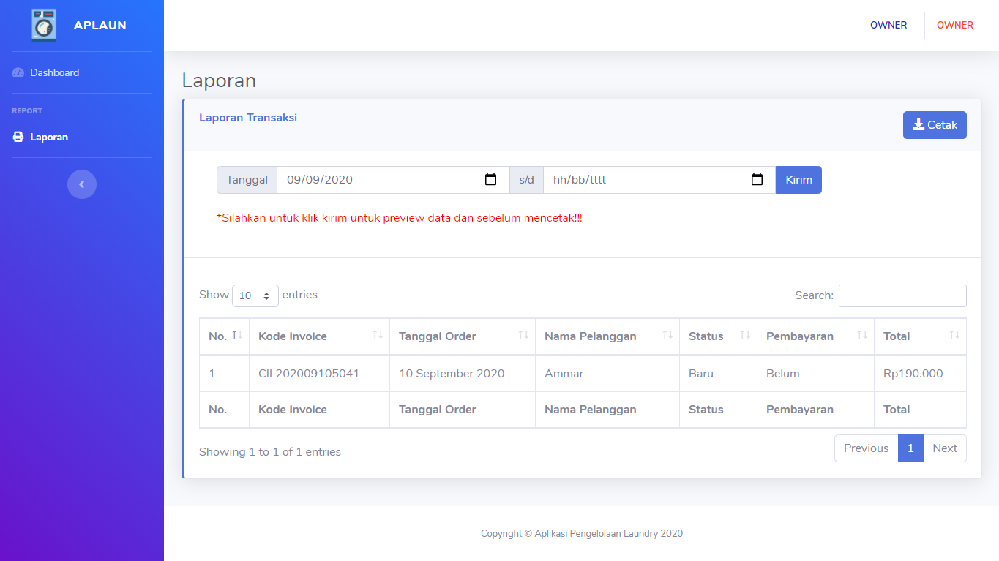 APLAUN
OWNER OWNER
Dashboard
REPORT
Laporan
Laporan
Laporan Transaksi
Cetak
Tanggal 09/09/2020 s/d hh/bb/tttt Kirim
*Silahkan untuk klik kirim untuk preview data dan sebelum mencetak!!!
Show 10 entries Search:
No. Kode Invoice Tanggal Order Nama Pelanggan Status Pembayaran Total
1 CIL202009105041 10 September 2020 Ammar Baru Belum Rp190.000
No. Kode Invoice Tanggal Order Nama Pelanggan Status Pembayaran Total
Showing 1 to 1 of 1 entries Previous 1 Next
Copyright © Aplikasi Pengelolaan Laundry 2020